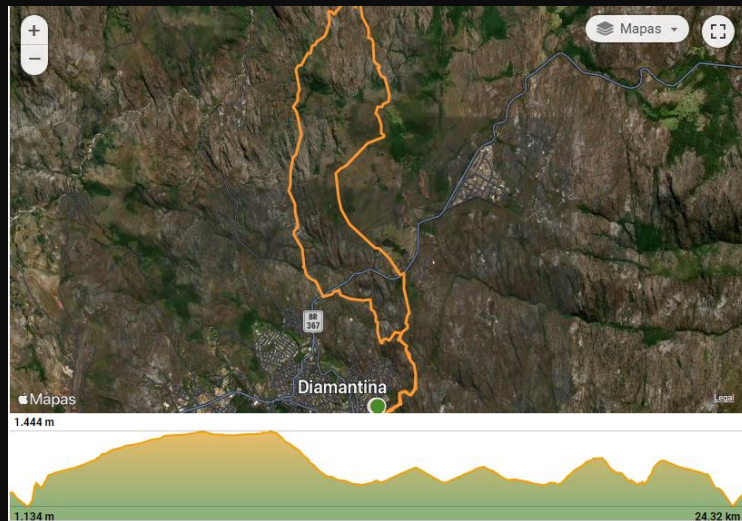 +
Mapas
−
BR
367
Diamantina
Mapas
Legal
1.444 m
1.134 m
24.32 km